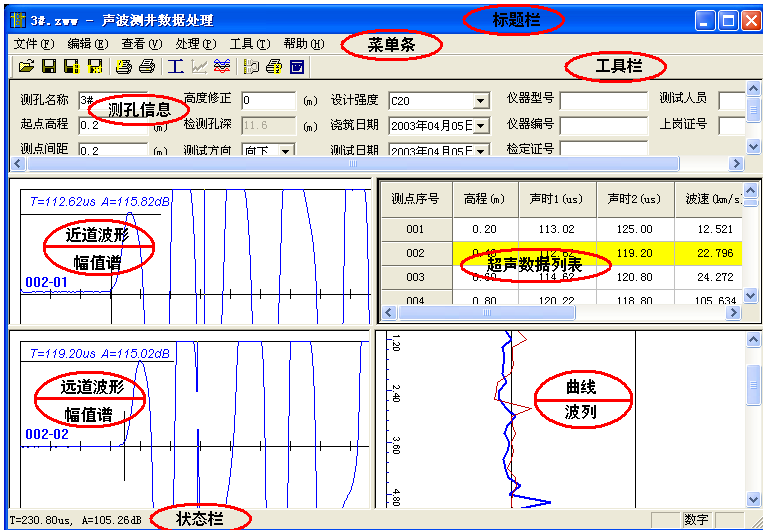 3#.zww - 声波测井数据处理
标题栏
文件(F) 编辑(E) 查看(V) 处理(P) 工具(T) 帮助(H)
菜单条
工具栏
测孔名称 3# 高度修正 0 (m) 设计强度 C20 仪器型号 测试人员
测孔信息
起点高程 0.2 (m) 检测孔深 11.6 (m) 浇筑日期 2003年04月05日 仪器编号 上岗证号
测点间距 0.2 (m) 测试方向 向下 测试日期 2003年04月05日 检定证号
T=112.62us A=115.82dB
近道波形
幅值谱
002-01
测点序号 高程(m) 声时1(us) 声时2(us) 波速(km/s)
001 0.20 113.02 125.00 12.521
002 0.40 112.62 119.20 22.796
超声数据列表
003 0.60 114.62 120.80 24.272
004 0.80 120.22 118.80 105.634
T=119.20us A=115.02dB
远道波形
幅值谱
002-02
1.20
2.40
3.60
4.80
曲线
波列
T=230.80us, A=105.26dB
状态栏
数字